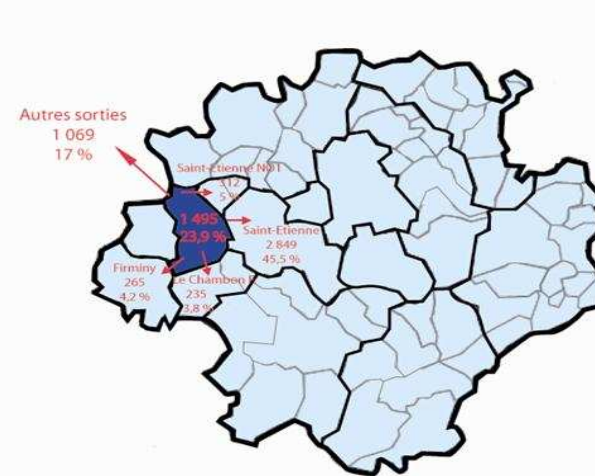 Autres sorties
1 069
17 %
Saint-Etienne NOT
312
5 %
1 495
23,9 %
Saint-Etienne
2 849
45,5 %
Firminy
265
4,2 %
Le Chambon F
235
3,8 %